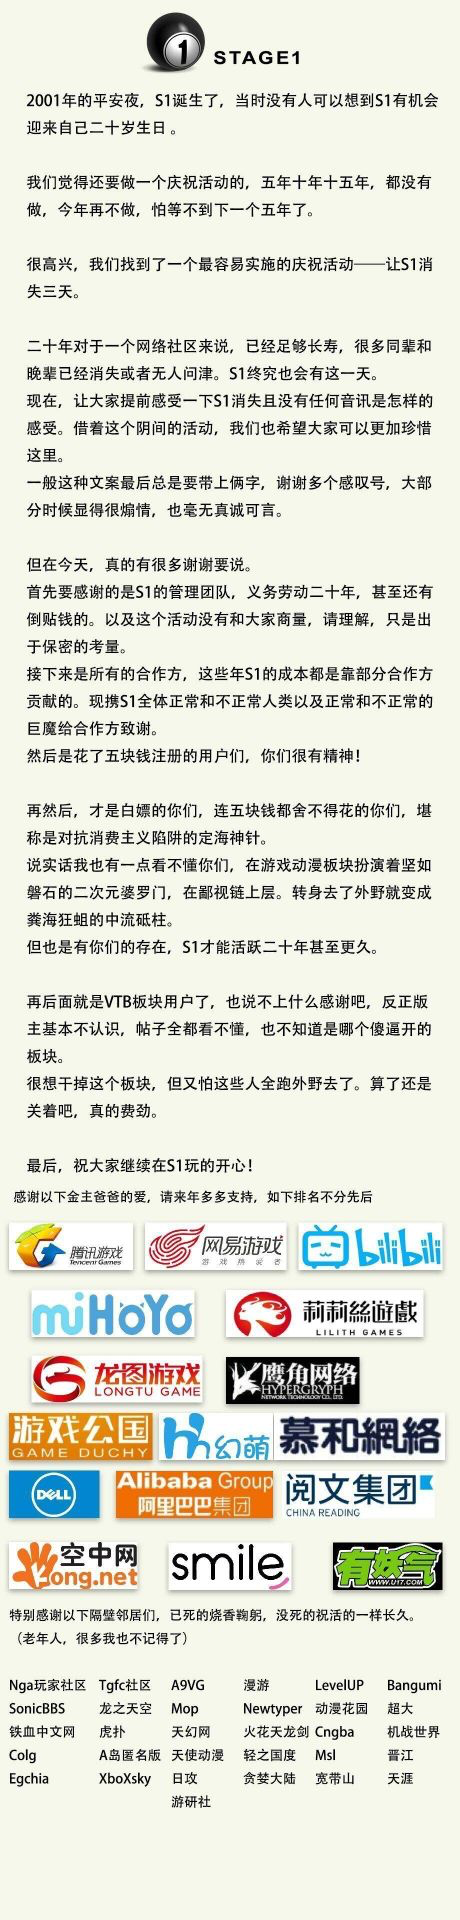 1
STAGE1
2001年的平安夜，S1诞生了，当时没有人可以想到S1有机会
迎来自己二十岁生日 。
我们觉得还要做一个庆祝活动的，五年十年十五年，都没有
做，今年再不做，怕等不到下一个五年了。
很高兴，我们找到了一个最容易实施的庆祝活动——让S1消
失三天。
二十年对于一个网络社区来说，已经足够长寿，很多同辈和
晚辈已经消失或者无人问津。S1终究也会有这一天。
现在，让大家提前感受一下S1消失且没有任何音讯是怎样的
感受。借着这个阴间的活动，我们也希望大家可以更加珍惜
这里。
一般这种文案最后总是要带上俩字，谢谢多个感叹号，大部
分时候显得很煽情，也毫无真诚可言。
但在今天，真的有很多谢谢要说。
首先要感谢的是S1的管理团队，义务劳动二十年，甚至还有
倒贴钱的。以及这个活动没有和大家商量，请理解，只是出
于保密的考量。
接下来是所有的合作方，这些年S1的成本都是靠部分合作方
贡献的。现携S1全体正常和不正常人类以及正常和不正常的
巨魔给合作方致谢。
然后是花了五块钱注册的用户们，你们很有精神！
再然后，才是白嫖的你们，连五块钱都舍不得花的你们，堪
称是对抗消费主义陷阱的定海神针。
说实话我也有一点看不懂你们，在游戏动漫板块扮演着坚如
磐石的二次元婆罗门，在鄙视链上层。转身去了外野就变成
粪海狂蛆的中流砥柱。
但也是有你们的存在，S1才能活跃二十年甚至更久。
再后面就是VTB板块用户了，也说不上什么感谢吧，反正版
主基本不认识，帖子全都看不懂，也不知道是哪个傻逼开的
板块。
很想干掉这个板块，但又怕这些人全跑外野去了。算了还是
关着吧，真的费劲。
最后，祝大家继续在S1玩的开心！
感谢以下金主爸爸的爱，请来年多多支持，如下排名不分先后
腾讯游戏 网易游戏 bilibili
Tencent Games 游戏热爱者
miHoYo 莉莉絲遊戲
LILITH GAMES
龙图游戏 鹰角网络
LONGTU GAME HYPERGRYPH
NETWORK TECHNOLOGY CO., LTD.
游戏公国 幻萌 慕和網絡
GAME DUCHY
DELL Alibaba Group 阅文集团
阿里巴巴集团 CHINA READING
空中网 smile 有妖气
Kong.net WWW.U17.COM
特别感谢以下隔壁邻居们，已死的烧香鞠躬，没死的祝活的一样长久。
（老年人，很多我也不记得了）
Nga玩家社区 Tgfc社区 A9VG 漫游 LevelUP Bangumi
SonicBBS 龙之天空 Mop Newtyper 动漫花园 超大
铁血中文网 虎扑 天幻网 火花天龙剑 Cngba 机战世界
Colg A岛匿名版 天使动漫 轻之国度 Msl 晋江
Egchia XboXsky 日攻 贪婪大陆 宽带山 天涯
游研社